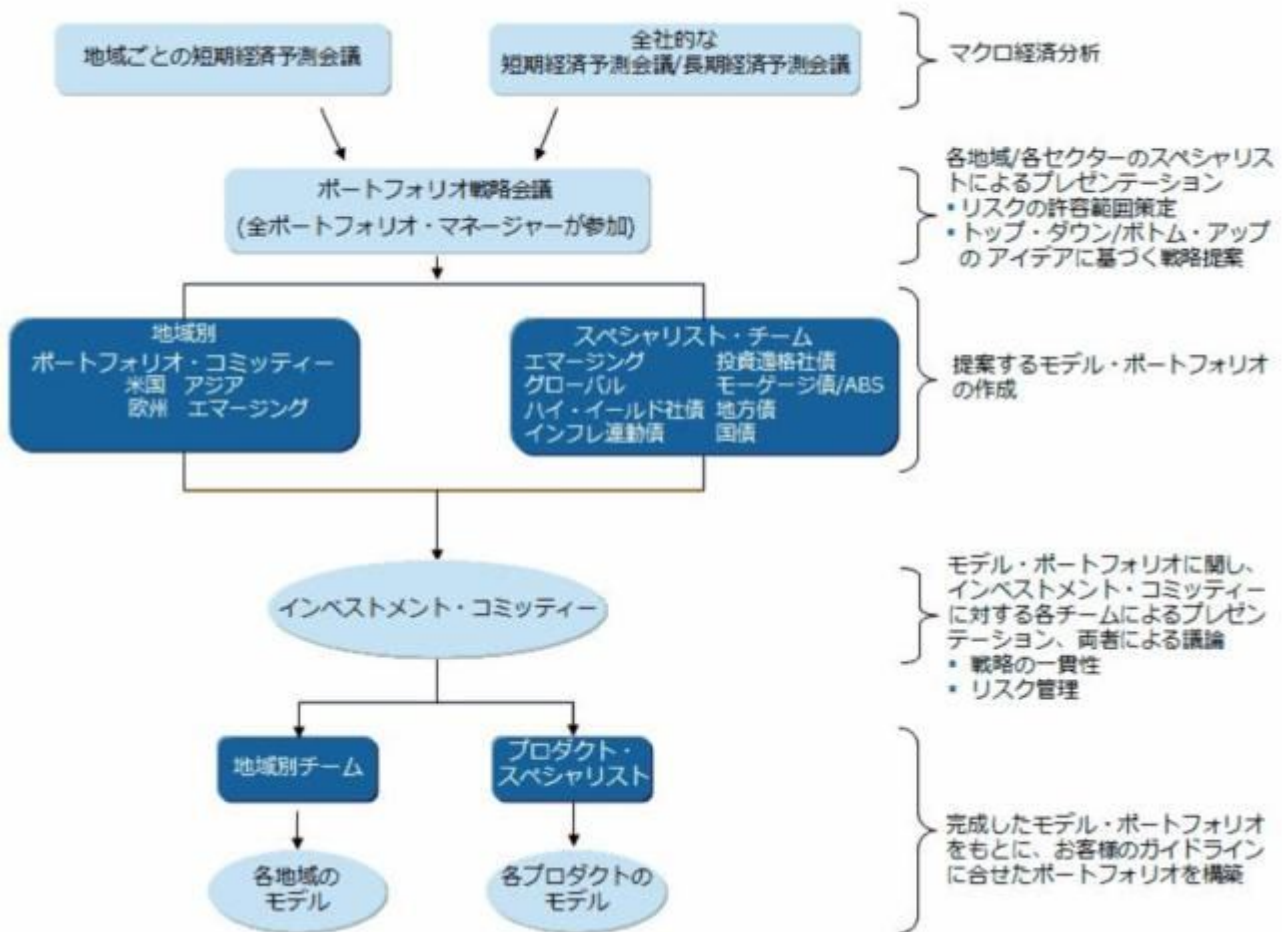 地域ごとの短期経済予測会議
全社的な
短期経済予測会議/長期経済予測会議
マクロ経済分析
ポートフォリオ戦略会議
(全ポートフォリオ・マネージャーが参加)
各地域/各セクターのスペシャリス
トによるプレゼンテーション
▪ リスクの許容範囲策定
▪ トップ・ダウン/ボトム・アップ
の アイデアに基づく戦略提案
地域別
ポートフォリオ・コミッティー
米国 アジア
欧州 エマージング
スペシャリスト・チーム
エマージング 投資適格社債
グローバル モーゲージ債/ABS
ハイ・イールド社債 地方債
インフレ連動債 国債
提案するモデル・ポートフォリオ
の作成
インベストメント・コミッティー
モデル・ポートフォリオに関し、
インベストメント・コミッティー
に対する各チームによるプレゼン
テーション、両者による議論
▪ 戦略の一貫性
▪ リスク管理
地域別チーム
プロダクト・
スペシャリスト
各地域の
モデル
各プロダクトの
モデル
完成したモデル・ポートフォリオ
をもとに、お客様のガイドライン
に合せたポートフォリオを構築